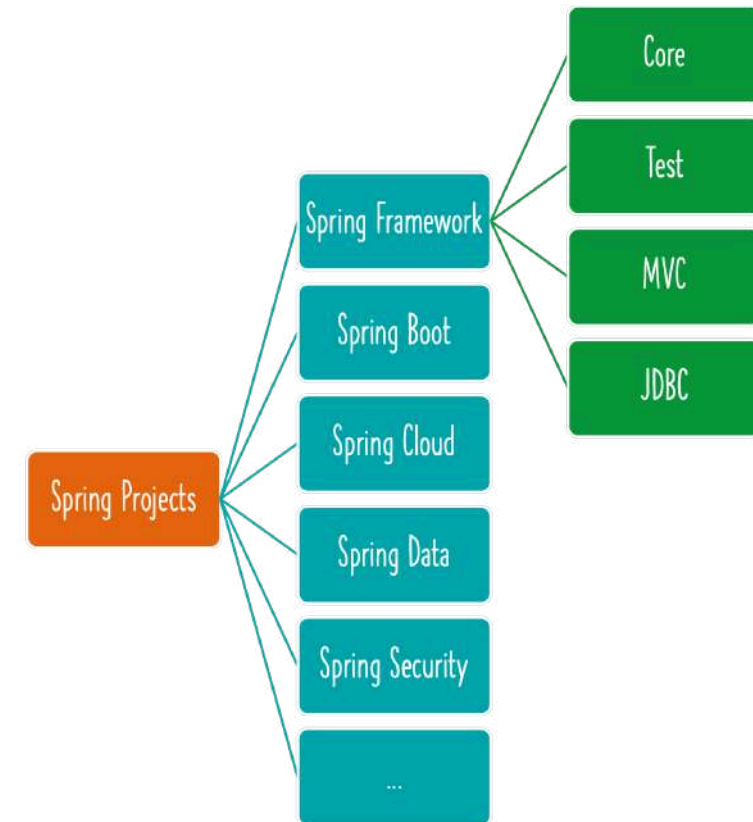 Spring Projects
Spring Framework
Spring Boot
Spring Cloud
Spring Data
Spring Security
...
Core
Test
MVC
JDBC